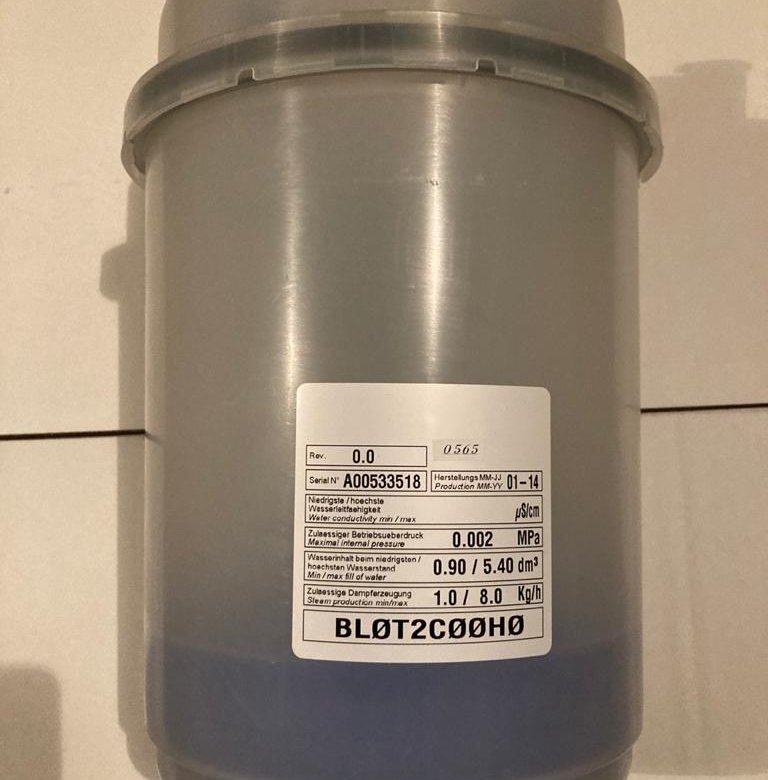 Rev. 0.0
0565
Serial N° A00533518
Herstellungs MM-JJ
Production MM-YY 01-14
Niedrigste / hoechste
Wasserleitfaehigkeit
Water conductivity min / max
µS/cm
Zulaessiger Betriebsueberdruck
Maximal internal pressure
0.002 MPa
Wasserinhalt beim niedrigsten /
hoechsten Wasserstand
Min / max fill of water
0.90 / 5.40 dm³
Zulaessige Dampferzeugung
Steam production min/max
1.0 / 8.0 Kg/h
BLØT2CØØHØ